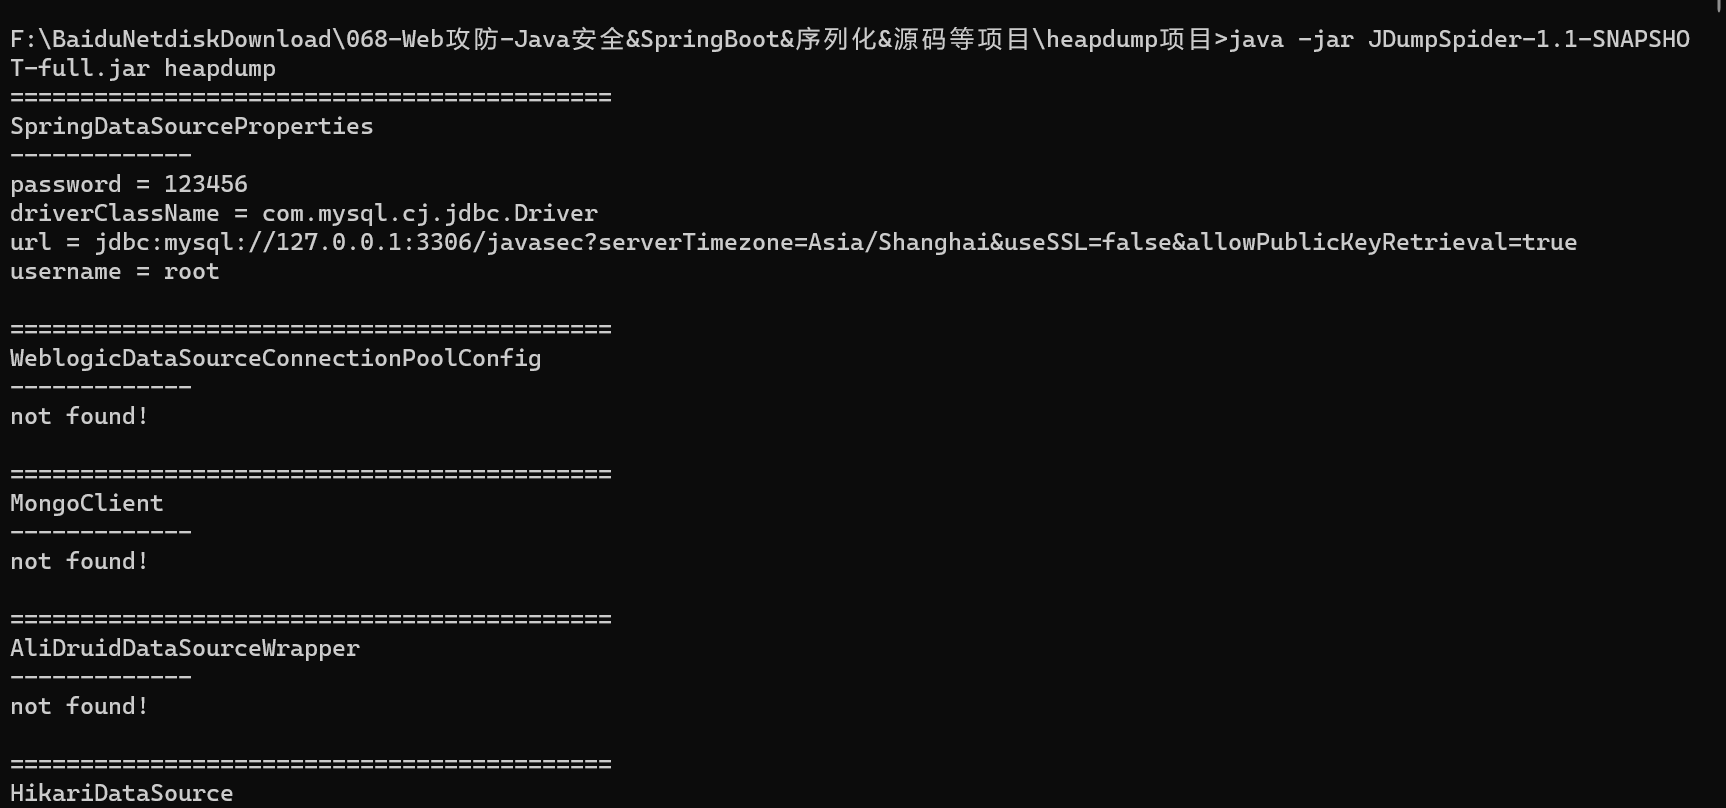 F:\BaiduNetdiskDownload\068-Web攻防-Java安全&SpringBoot&序列化&源码等项目\heapdump项目>java -jar JDumpSpider-1.1-SNAPSHO
T-full.jar heapdump
===========================================
SpringDataSourceProperties
-------------
password = 123456
driverClassName = com.mysql.cj.jdbc.Driver
url = jdbc:mysql://127.0.0.1:3306/javasec?serverTimezone=Asia/Shanghai&useSSL=false&allowPublicKeyRetrieval=true
username = root
===========================================
WeblogicDataSourceConnectionPoolConfig
-------------
not found!
===========================================
MongoClient
-------------
not found!
===========================================
AliDruidDataSourceWrapper
-------------
not found!
===========================================
HikariDataSource